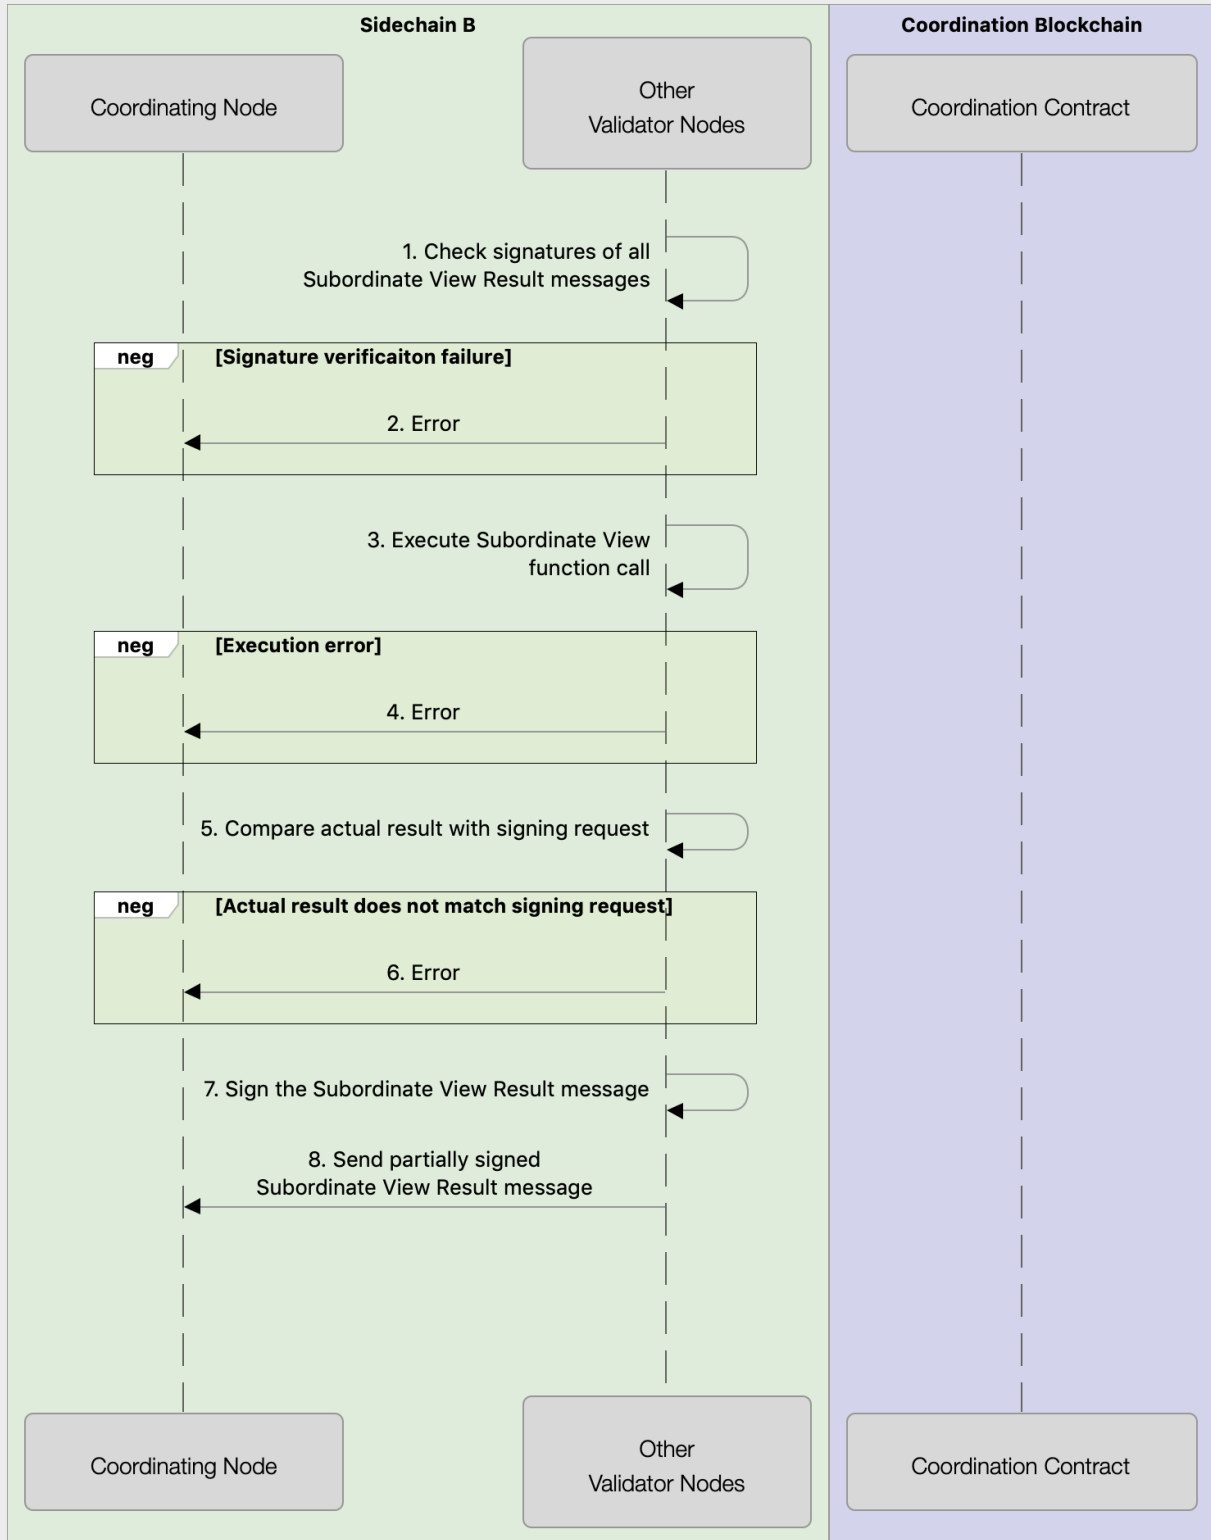 Sidechain B
Coordination Blockchain
Coordinating Node
Other
Validator Nodes
Coordination Contract
1. Check signatures of all
Subordinate View Result messages
neg
[Signature verificaiton failure]
2. Error
3. Execute Subordinate View
function call
neg
[Execution error]
4. Error
5. Compare actual result with signing request
neg
[Actual result does not match signing request]
6. Error
7. Sign the Subordinate View Result message
8. Send partially signed
Subordinate View Result message
Coordinating Node
Other
Validator Nodes
Coordination Contract